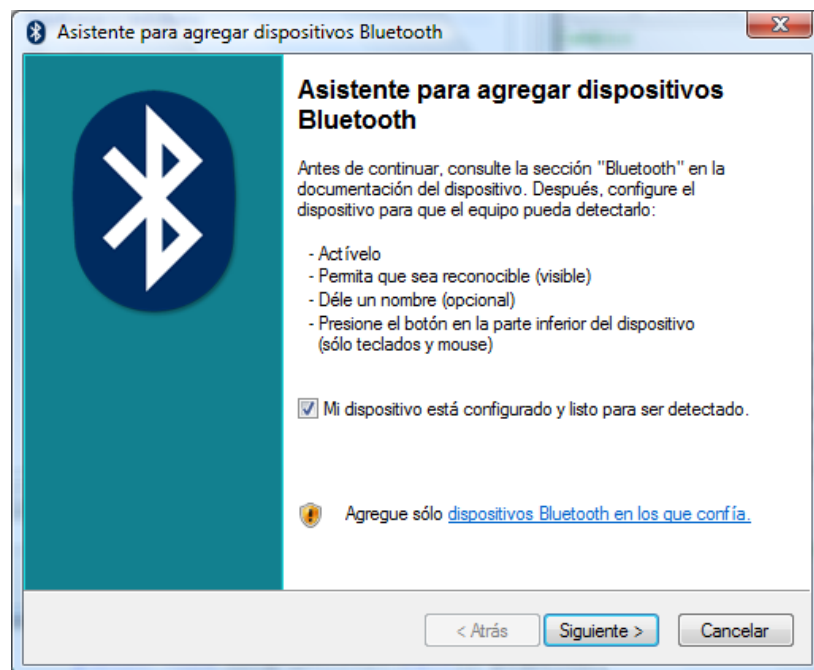 Asistente para agregar dispositivos Bluetooth
Asistente para agregar dispositivos
Bluetooth
Antes de continuar, consulte la sección "Bluetooth" en la
documentación del dispositivo. Después, configure el
dispositivo para que el equipo pueda detectarlo:
- Actívelo
- Permita que sea reconocible (visible)
- Déle un nombre (opcional)
- Presione el botón en la parte inferior del dispositivo
(sólo teclados y mouse)
Mi dispositivo está configurado y listo para ser detectado.
Agregue sólo dispositivos Bluetooth en los que confía.
< Atrás Siguiente > Cancelar